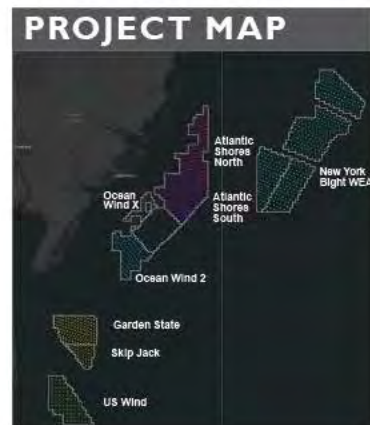 PROJECT MAP
Atlantic
Shores
North
New York
Bight WEA
Ocean
Wind X
Atlantic
Shores
South
Ocean Wind 2
Garden State
Skip Jack
US Wind